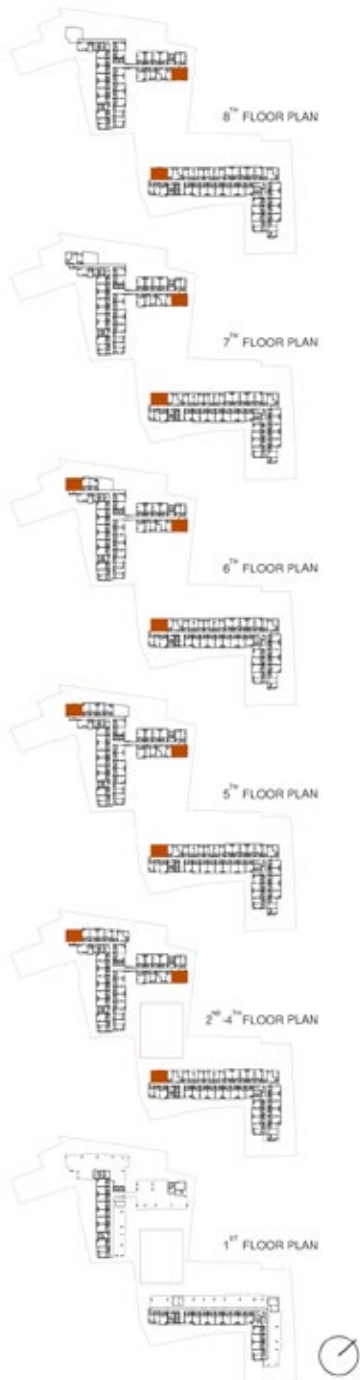 8TH FLOOR PLAN
7TH FLOOR PLAN
6TH FLOOR PLAN
5TH FLOOR PLAN
2ND-4TH FLOOR PLAN
1ST FLOOR PLAN